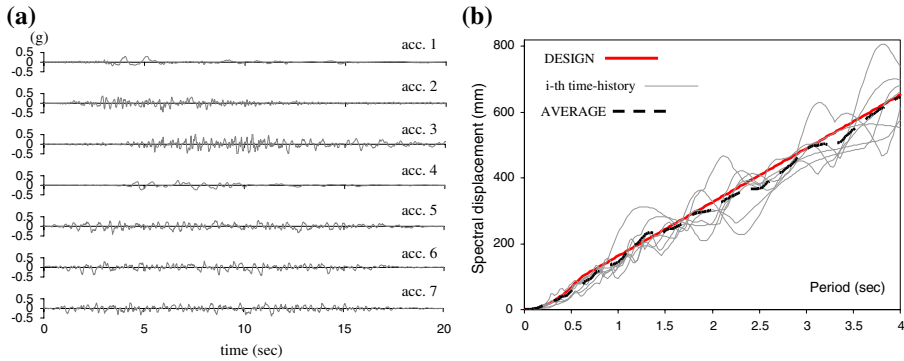 (a)
(g)
0.5
0
-0.5
acc. 1
0.5
0
-0.5
acc. 2
0.5
0
-0.5
acc. 3
0.5
0
-0.5
acc. 4
0.5
0
-0.5
acc. 5
0.5
0
-0.5
acc. 6
0.5
0
-0.5
acc. 7
0 5 10 15 20
time (sec)
(b)
Spectral displacement (mm)
800
600
400
200
0
DESIGN
i-th time-history
AVERAGE
Period (sec)
0 0.5 1 1.5 2 2.5 3 3.5 4